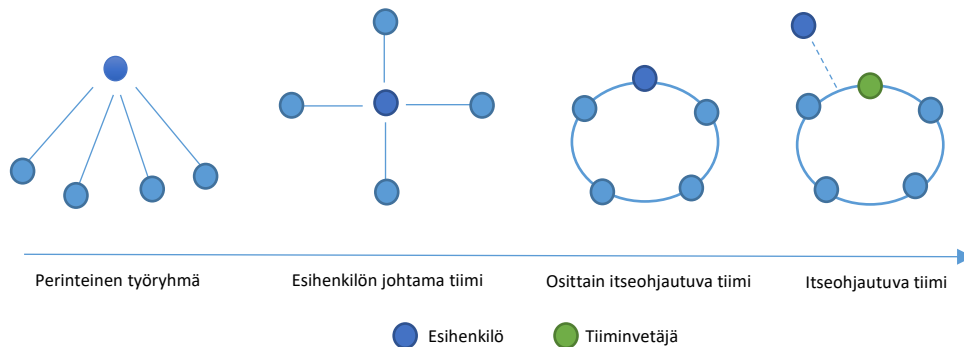 Perinteinen työryhmä
Esihenkilön johtama tiimi
Osittain itseohjautuva tiimi
Itseohjautuva tiimi
Esihenkilö
Tiiminvetäjä